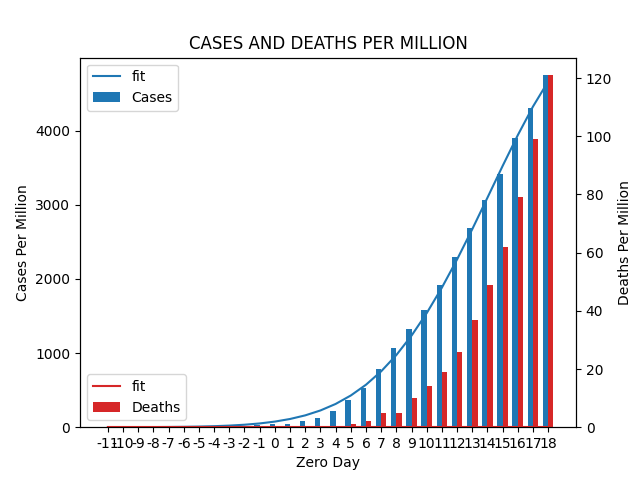 CASES AND DEATHS PER MILLION
fit
Cases
fit
Deaths
Cases Per Million
4000
3000
2000
1000
0
Deaths Per Million
120
100
80
60
40
20
0
-11 -10 -9 -8 -7 -6 -5 -4 -3 -2 -1 0 1 2 3 4 5 6 7 8 9 10 11 12 13 14 15 16 17 18
Zero Day